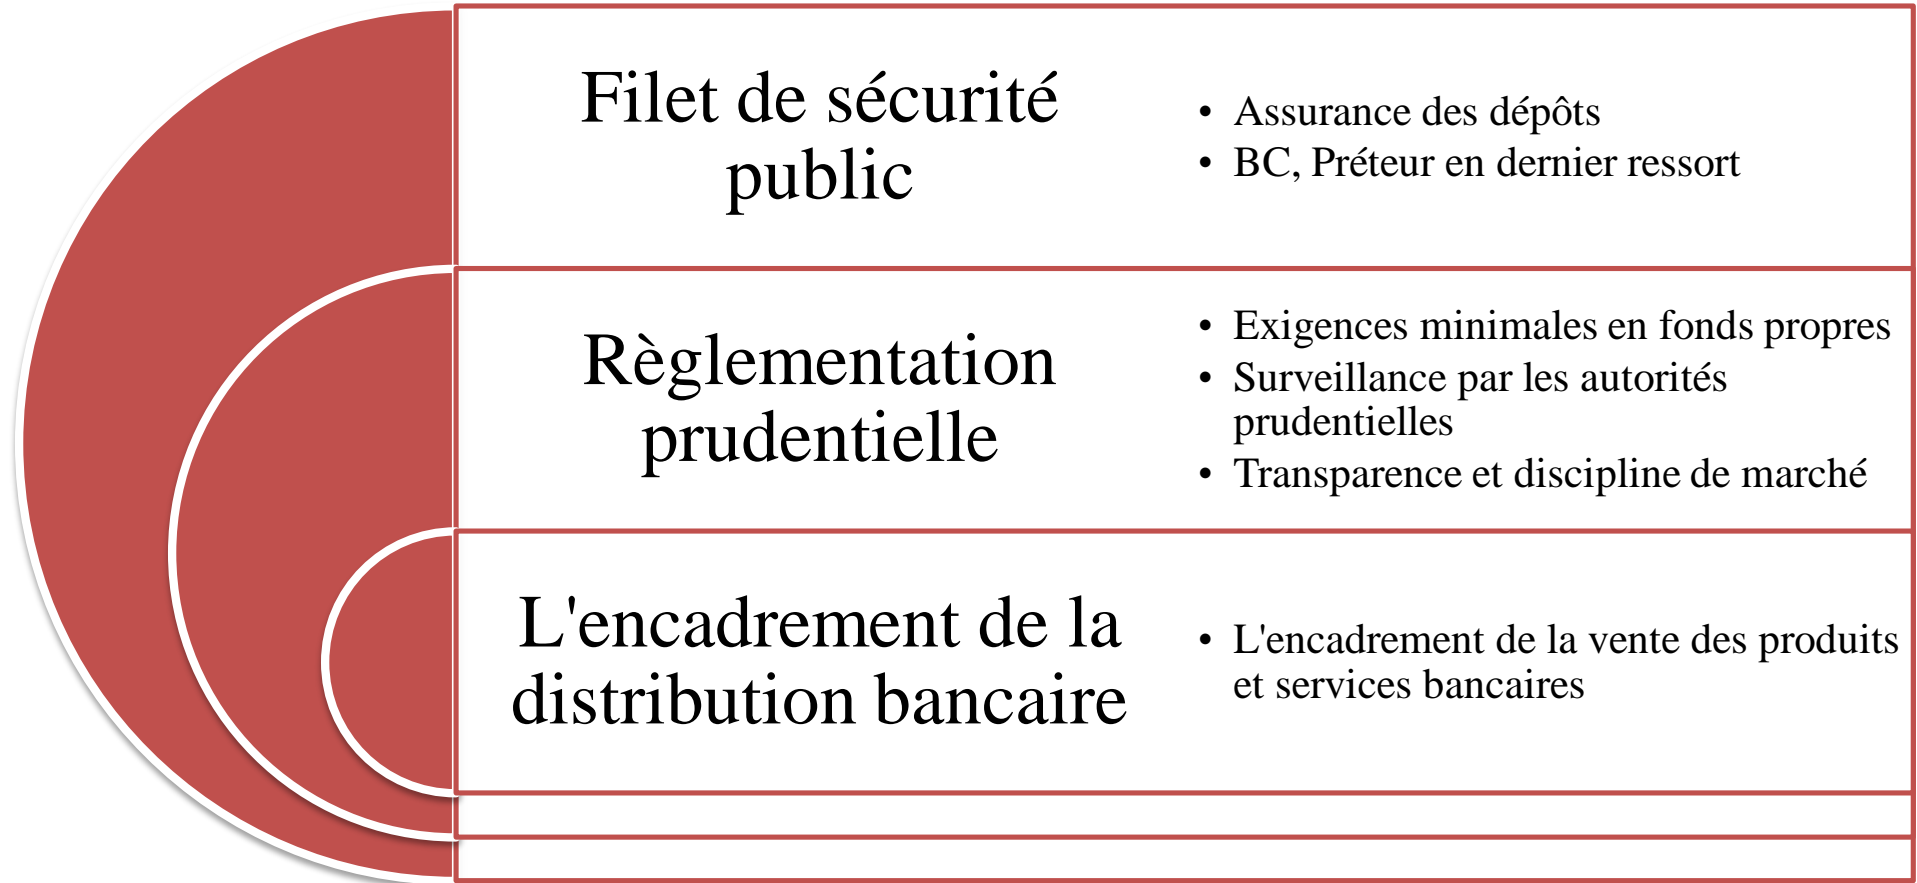 Filet de sécurité
public
• Assurance des dépôts
• BC, Préteur en dernier ressort
Règlementation
prudentielle
• Exigences minimales en fonds propres
• Surveillance par les autorités
prudentielles
• Transparence et discipline de marché
L'encadrement de la
distribution bancaire
• L'encadrement de la vente des produits
et services bancaires